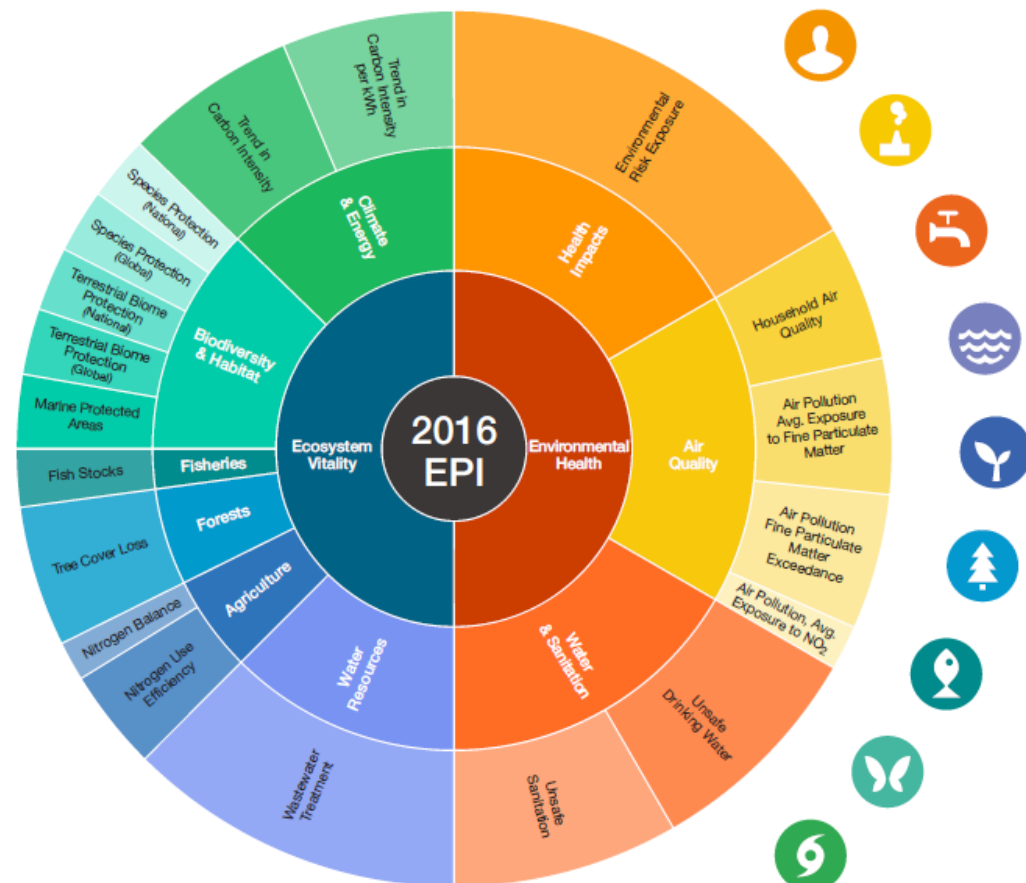 2016
EPI
Environmental
Health
Health
Impacts
Environmental
Risk Exposure
Air
Quality
Household Air
Quality
Air Pollution
Avg. Exposure
to Fine Particulate
Matter
Air Pollution
Fine Particulate
Matter
Exceedance
Air Pollution, Avg.
Exposure to NO₂
Water
& Sanitation
Unsafe
Drinking Water
Unsafe
Sanitation
Ecosystem
Vitality
Water
Resources
Wastewater
Treatment
Agriculture
Nitrogen Use
Efficiency
Nitrogen Balance
Forests
Tree Cover Loss
Fisheries
Fish Stocks
Biodiversity
& Habitat
Marine Protected
Areas
Terrestrial Biome
Protection
(Global)
Terrestrial Biome
Protection
(National)
Species Protection
(Global)
Species Protection
(National)
Climate
& Energy
Trend in
Carbon Intensity
Trend in
Carbon Intensity
per kWh